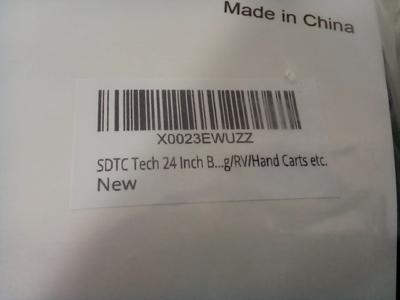 Made in China
X0023EWUZZ
SDTC Tech 24 Inch B...g/RV/Hand Carts etc.
New